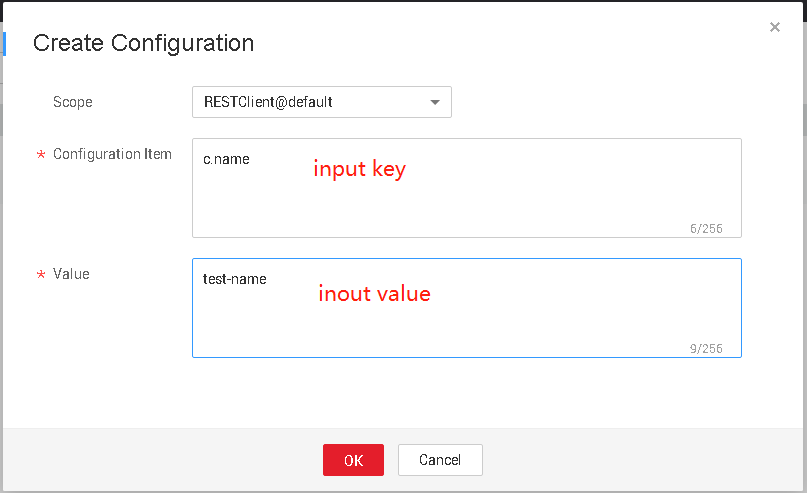 Create Configuration
×
Scope
RESTClient@default
* Configuration Item
c.name
input key
6/256
* Value
test-name
inout value
9/256
OK
Cancel